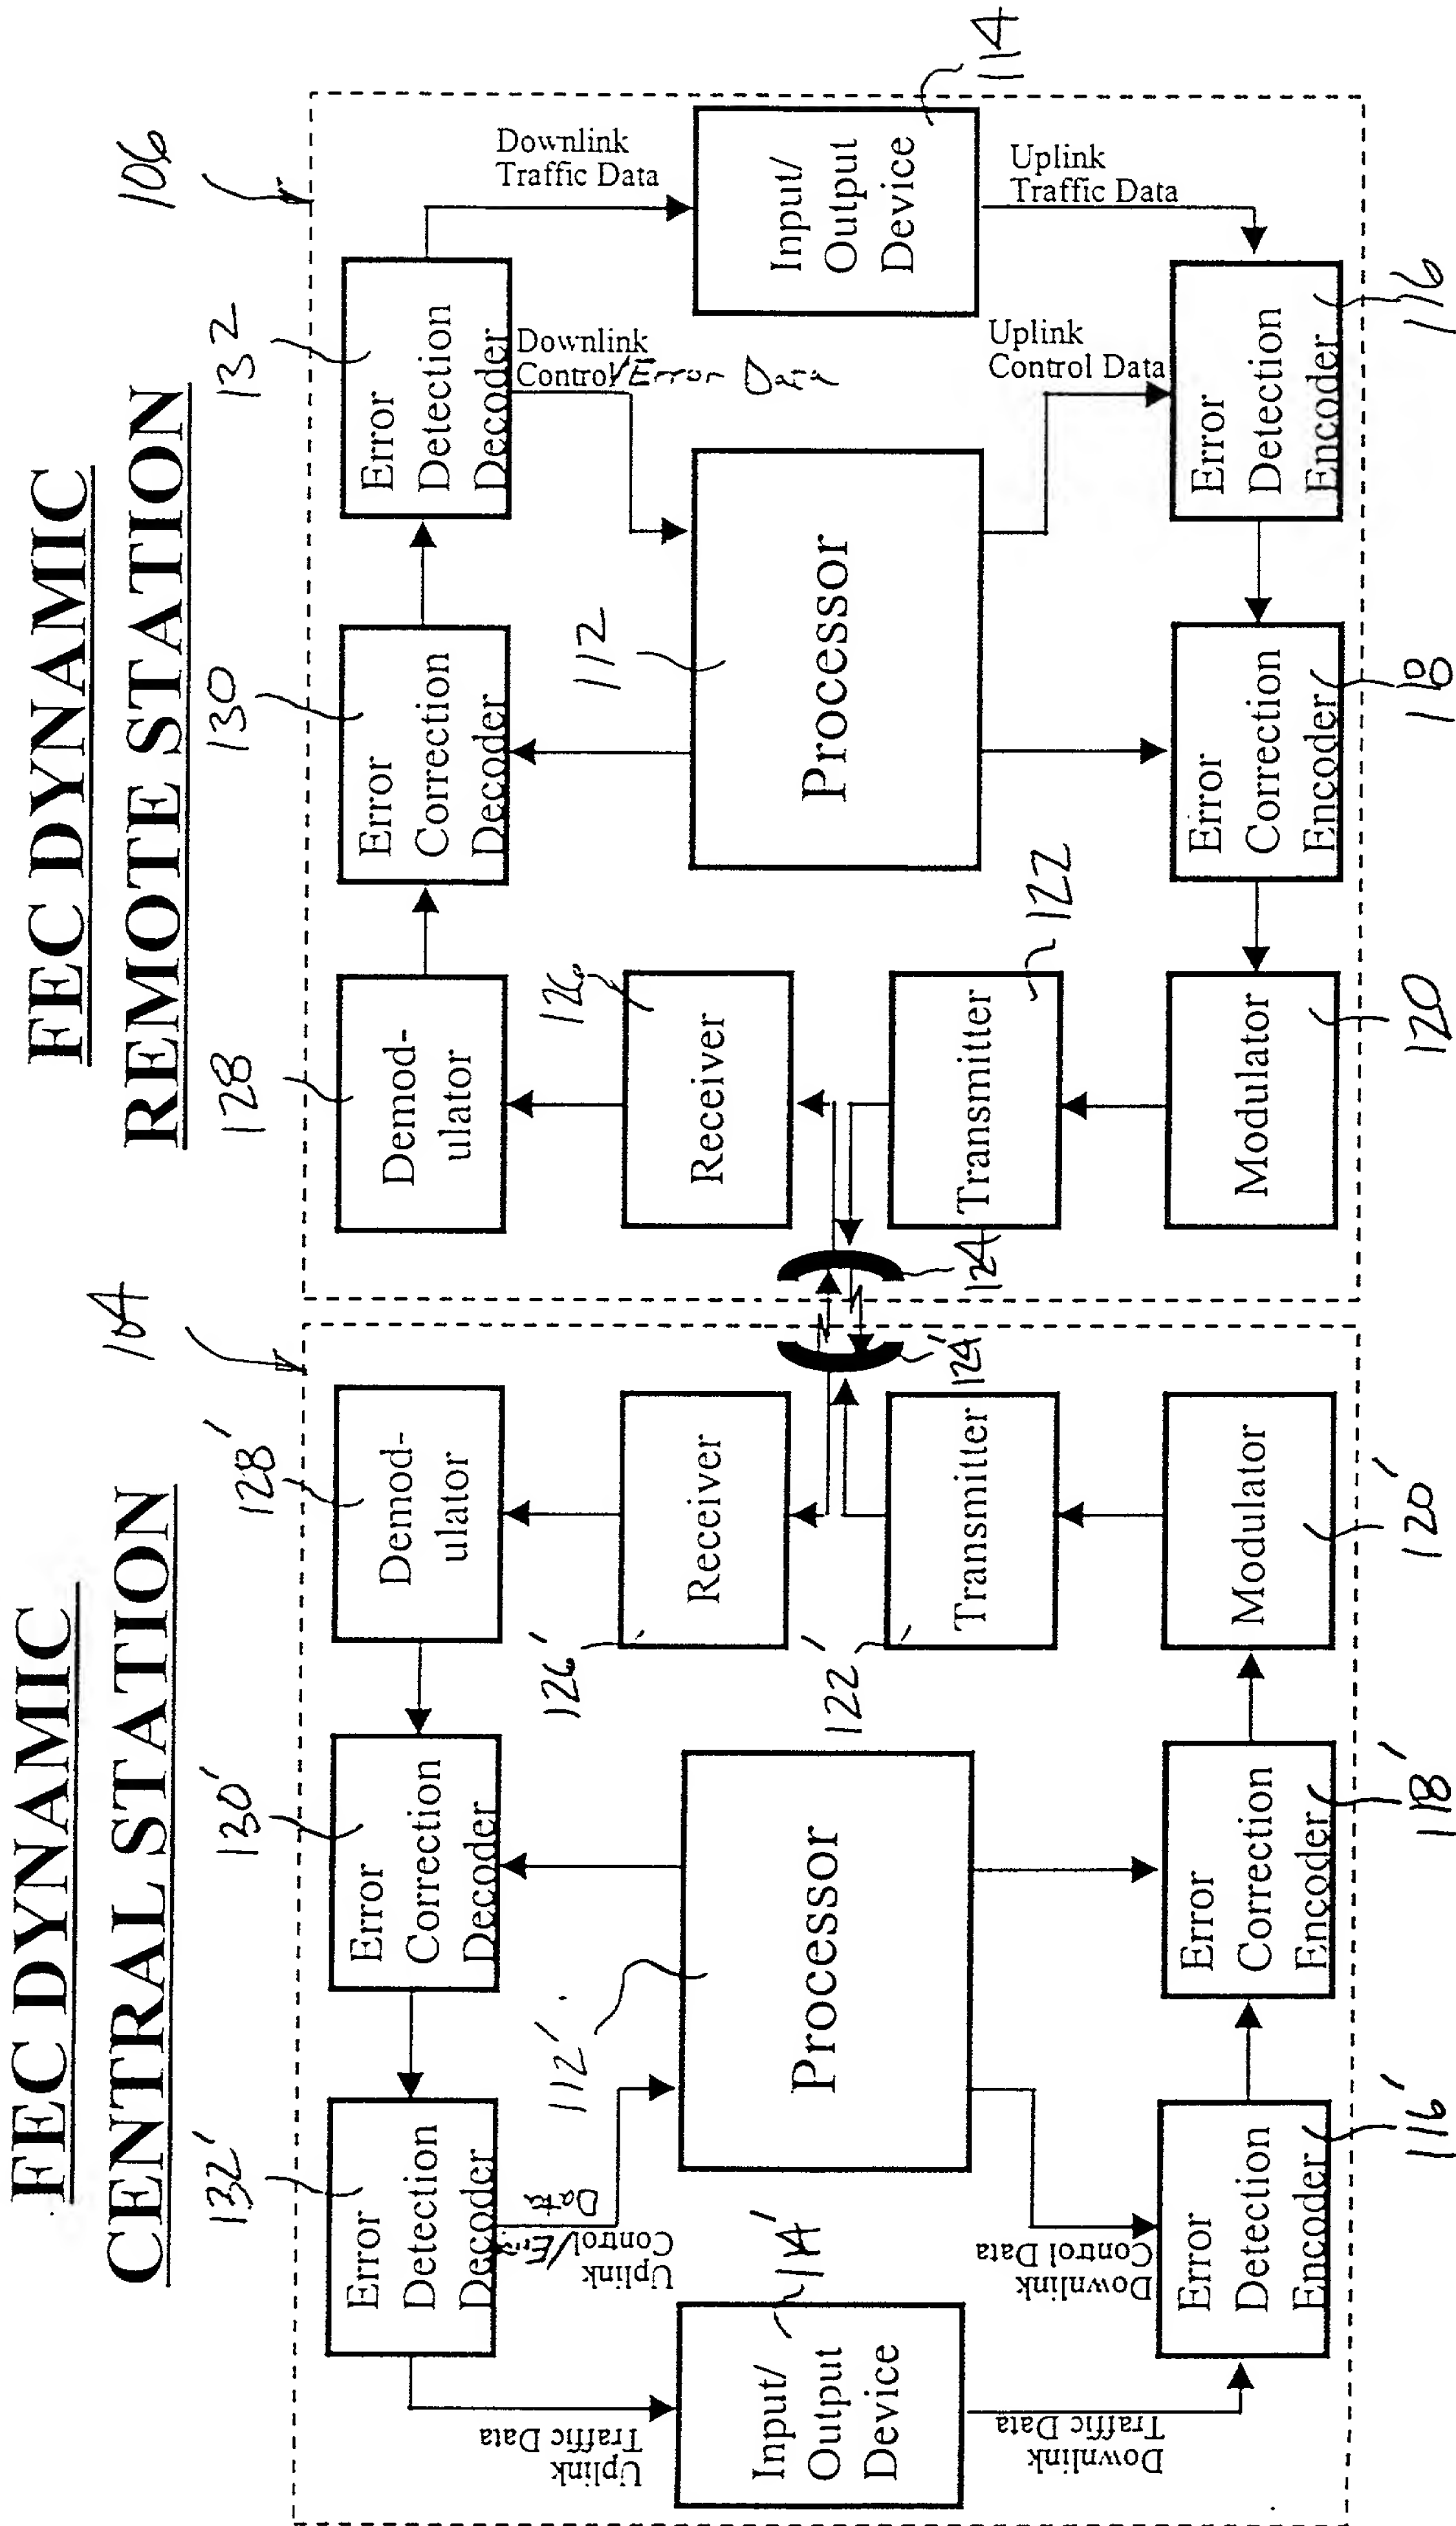 FEC DYNAMIC
CENTRAL STATION
104
132'
130'
128'
Error
Detection
Decoder
Error
Correction
Decoder
Demod-
ulator
Uplink
Traffic Data
Uplink
Control
Data
112'
126'
Input/
Output
Device
114'
Processor
Receiver
122'
124'
Transmitter
Downlink
Traffic Data
Downlink
Control Data
Error
Detection
Encoder
Error
Correction
Encoder
Modulator
116'
118'
120'
FEC DYNAMIC
REMOTE STATION
106
128
130
132
Demod-
ulator
Error
Correction
Decoder
Error
Detection
Decoder
Downlink
Traffic Data
Downlink
Control/Error Data
126
112
Receiver
Processor
Input/
Output
Device
114
124
Transmitter
122
Uplink
Control Data
Uplink
Traffic Data
Modulator
Error
Correction
Encoder
Error
Detection
Encoder
120
118
116